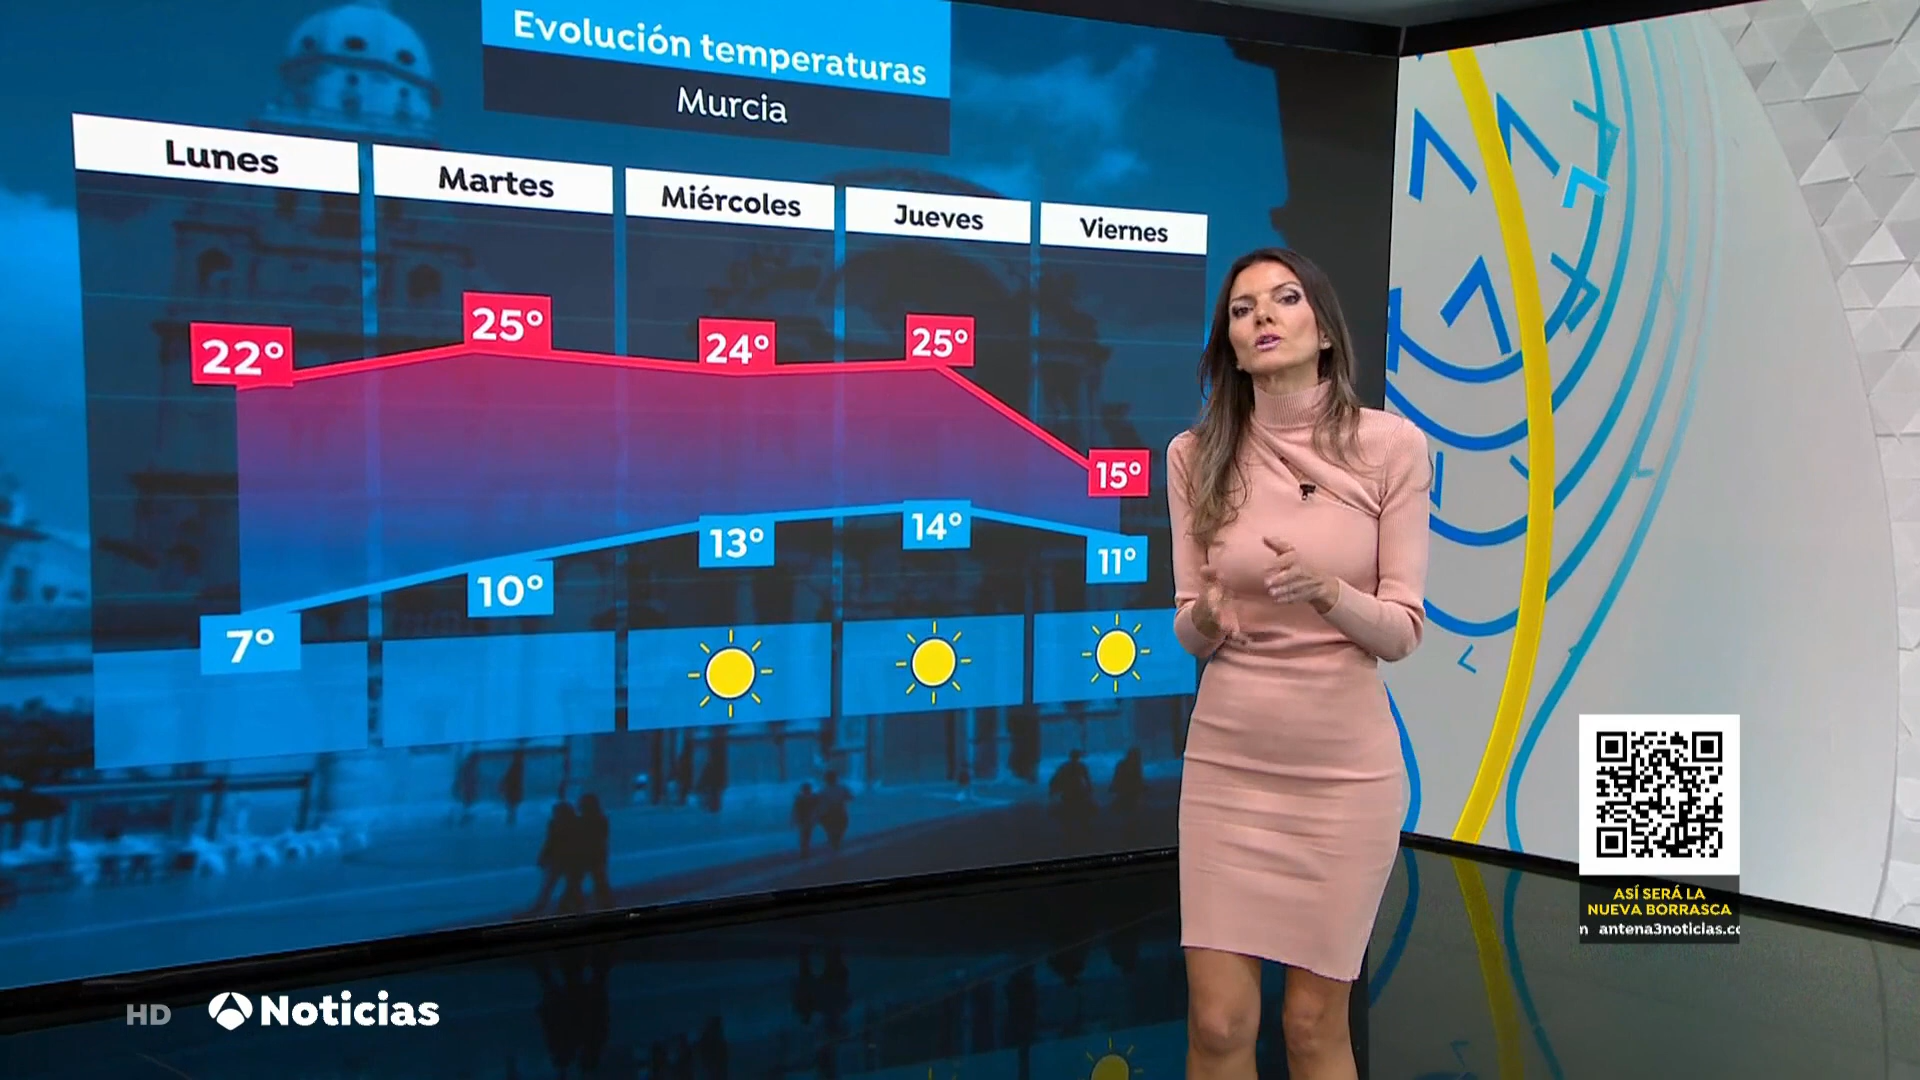 Evolución temperaturas
Murcia
Lunes Martes Miércoles Jueves Viernes
22° 25° 24° 25° 15°
7° 10° 13° 14° 11°
ASÍ SERÁ LA
NUEVA BORRASCA
m antena3noticias.co
HD Noticias